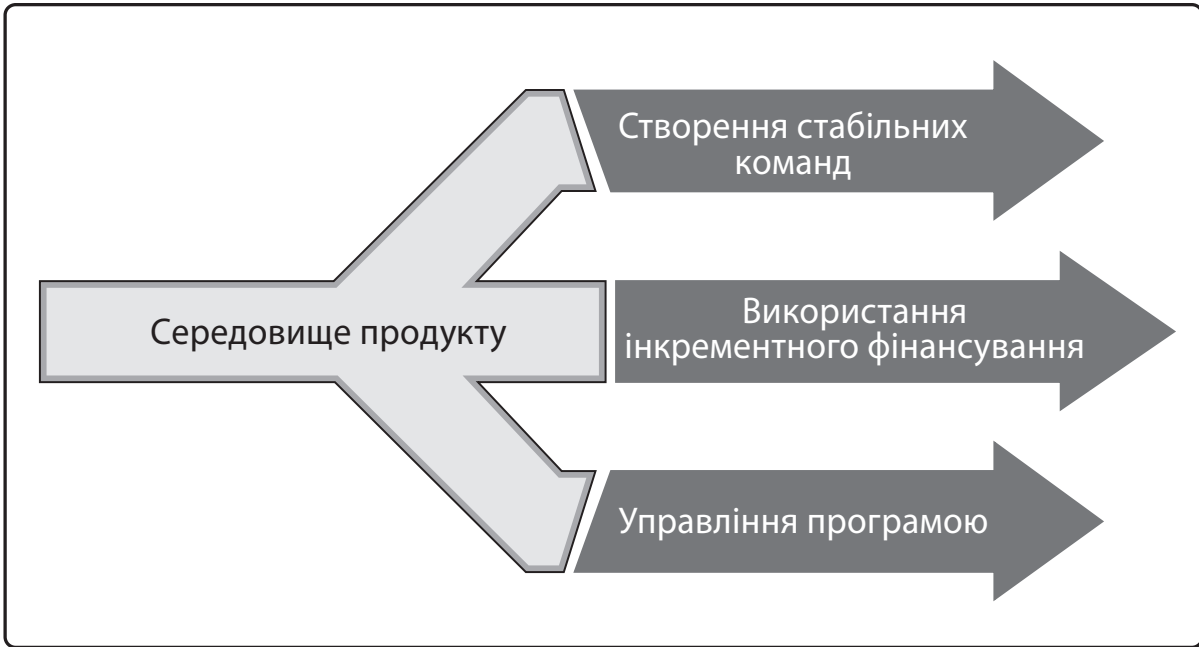 Створення стабільних
команд
Середовище продукту
Використання
інкрементного фінансування
Управління програмою